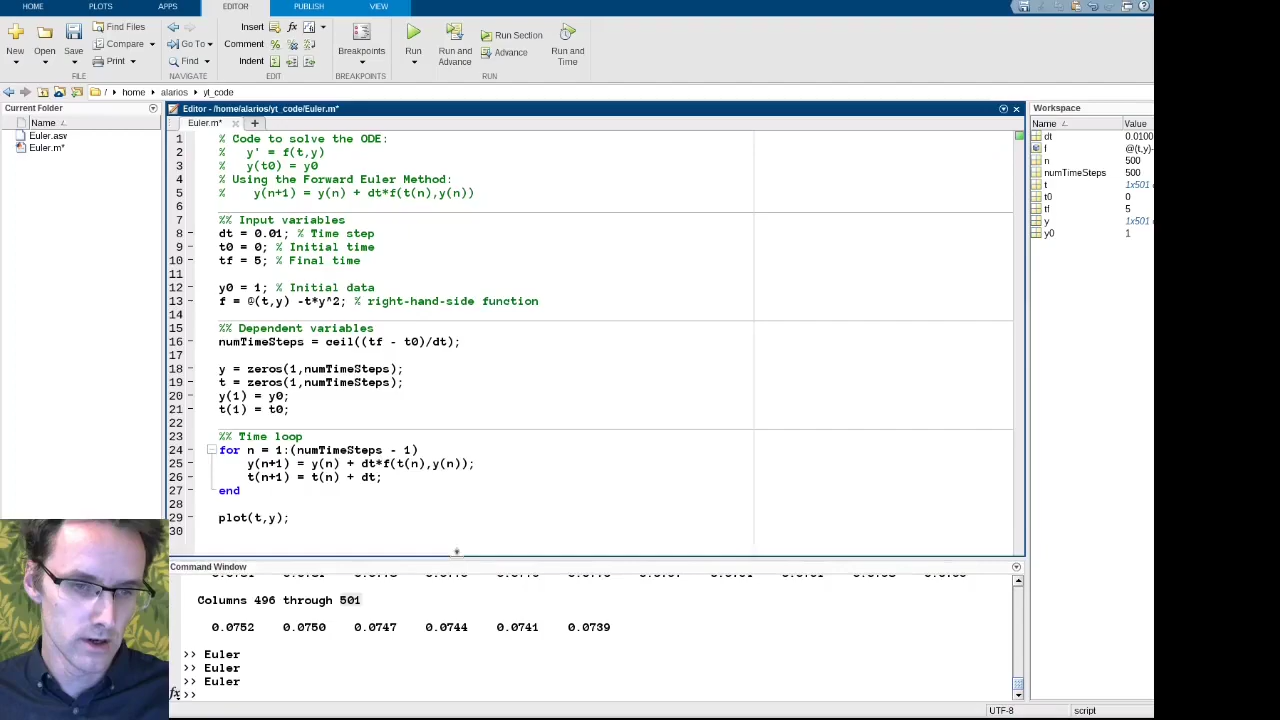 HOME PLOTS APPS EDITOR PUBLISH VIEW
New Open Save
Find Files
Compare
Print
FILE
Go To
Find
NAVIGATE
Insert fx
Comment
Indent
EDIT
Breakpoints
BREAKPOINTS
Run
Run and Advance
Run Section
Advance
Run and Time
RUN
/ home alarios yt_code
Current Folder
Name
Euler.asv
Euler.m*
Editor - /home/alarios/yt_code/Euler.m*
Euler.m* +
1 % Code to solve the ODE:
2 % y' = f(t,y)
3 % y(t0) = y0
4 % Using the Forward Euler Method:
5 % y(n+1) = y(n) + dt*f(t(n),y(n))
6
7 %% Input variables
8 dt = 0.01; % Time step
9 t0 = 0; % Initial time
10 tf = 5; % Final time
11
12 y0 = 1; % Initial data
13 f = @(t,y) -t*y^2; % right-hand-side function
14
15 %% Dependent variables
16 numTimeSteps = ceil((tf - t0)/dt);
17
18 y = zeros(1,numTimeSteps);
19 t = zeros(1,numTimeSteps);
20 y(1) = y0;
21 t(1) = t0;
22
23 %% Time loop
24 for n = 1:(numTimeSteps - 1)
25 y(n+1) = y(n) + dt*f(t(n),y(n));
26 t(n+1) = t(n) + dt;
27 end
28
29 plot(t,y);
30
Command Window
Columns 496 through 501
0.0752 0.0750 0.0747 0.0744 0.0741 0.0739
>> Euler
>> Euler
>> Euler
fx >>
Workspace
Name Value
dt 0.0100
f @(t,y)-
n 500
numTimeSteps 500
t 1x501
t0 0
tf 5
y 1x501
y0 1
UTF-8 script